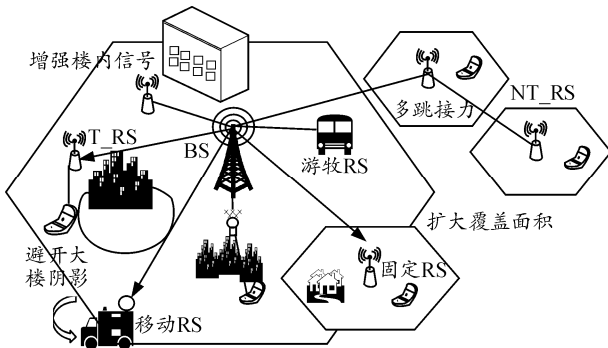 增强楼内信号
多跳接力
NT_RS
T_RS
BS
游牧RS
扩大覆盖面积
避开大
楼阴影
固定RS
移动RS